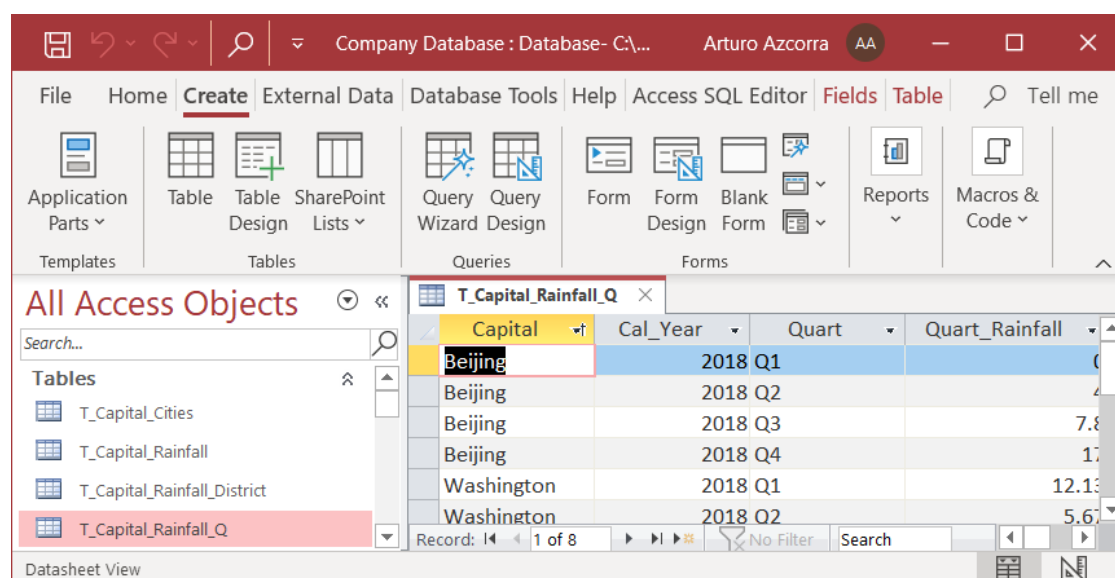 Company Database : Database- C:\... Arturo Azcorra AA
File Home Create External Data Database Tools Help Access SQL Editor Fields Table Tell me
Application Parts Table Table Design SharePoint Lists Query Wizard Query Design Form Form Design Blank Form Reports Macros & Code
Templates Tables Queries Forms
All Access Objects
Search...
Tables
T_Capital_Cities
T_Capital_Rainfall
T_Capital_Rainfall_District
T_Capital_Rainfall_Q
T_Capital_Rainfall_Q
Capital Cal_Year Quart Quart_Rainfall
Beijing 2018 Q1
Beijing 2018 Q2
Beijing 2018 Q3 7.8
Beijing 2018 Q4 17
Washington 2018 Q1 12.13
Washington 2018 Q2 5.67
Record: 1 of 8 No Filter Search
Datasheet View